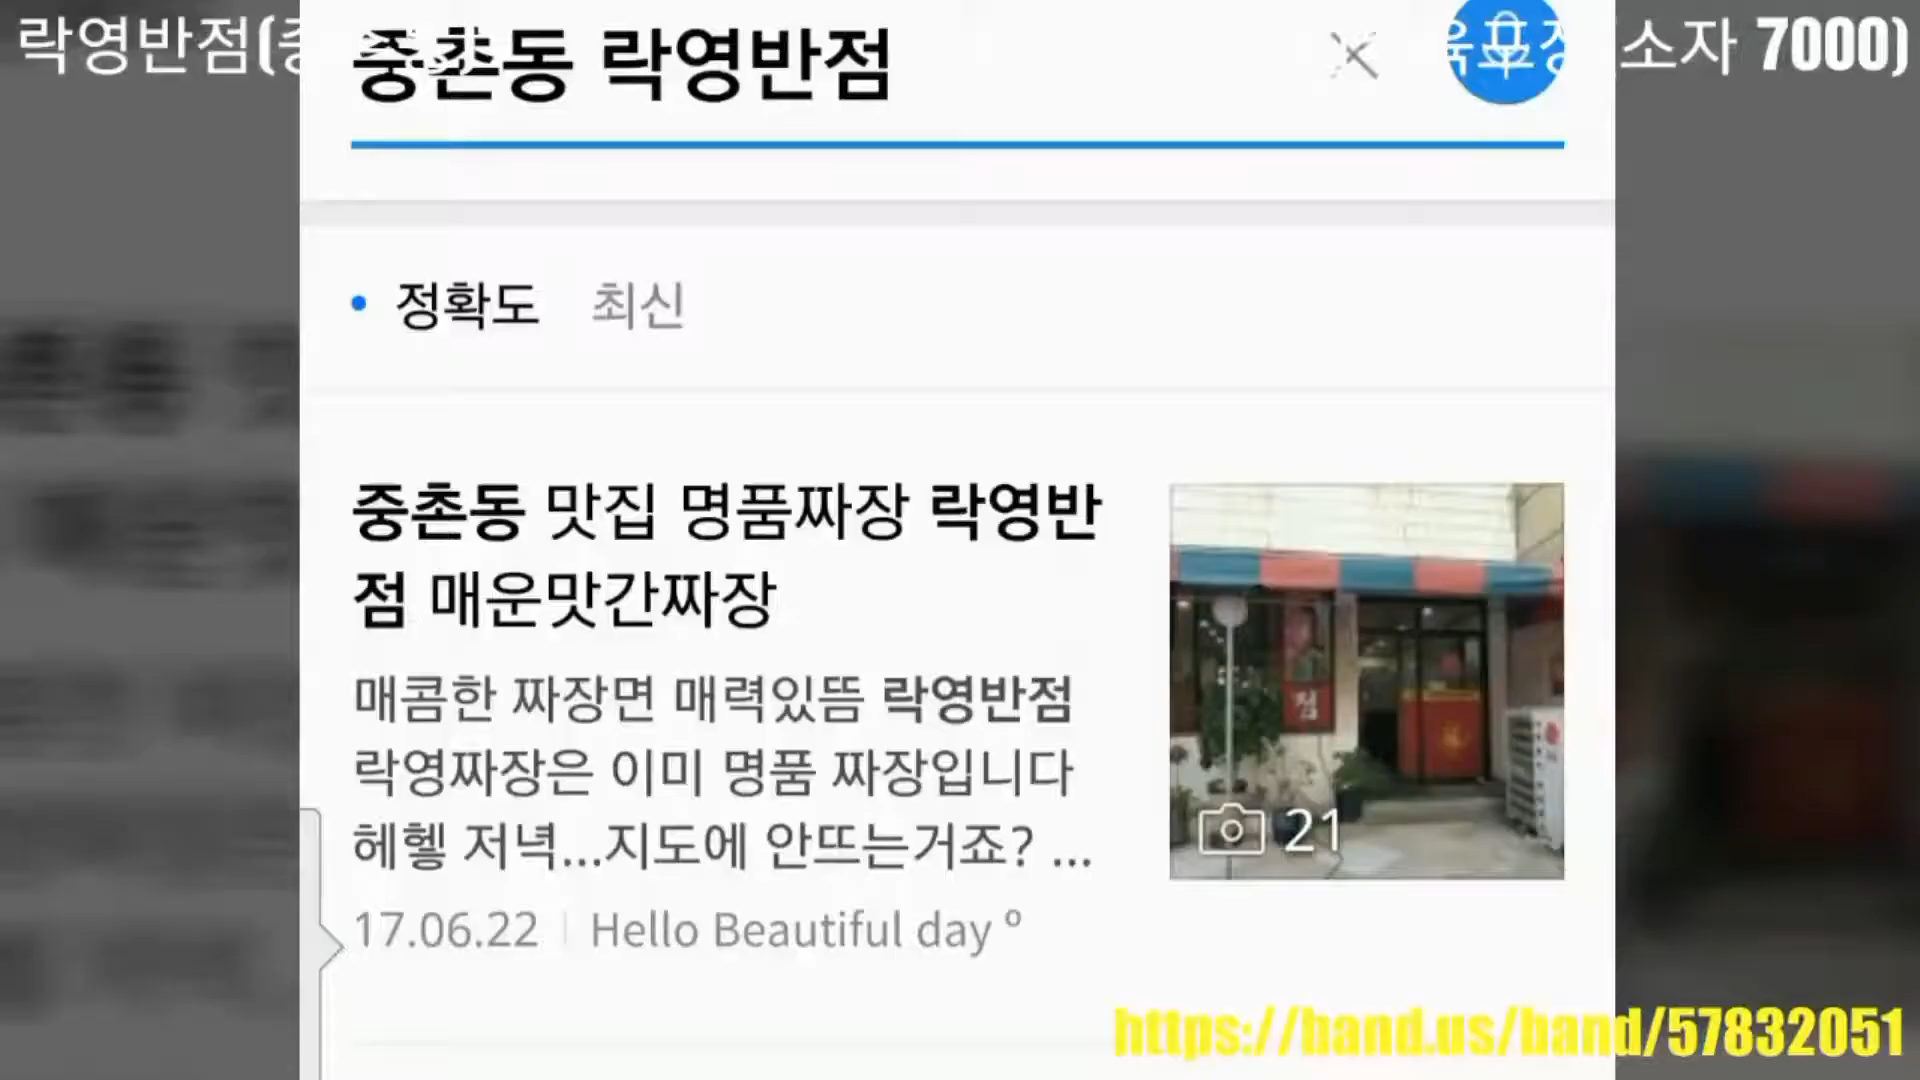 락영반점(중
소자 7000)
중촌동 락영반점
정확도 최신
중촌동 맛집 명품짜장 락영반
점 매운맛간짜장
매콤한 짜장면 매력있뜸 락영반점
락영짜장은 이미 명품 짜장입니다
헤헿 저녁...지도에 안뜨는거죠? ...
점
21
17.06.22 Hello Beautiful day º
https://band.us/band/57832051